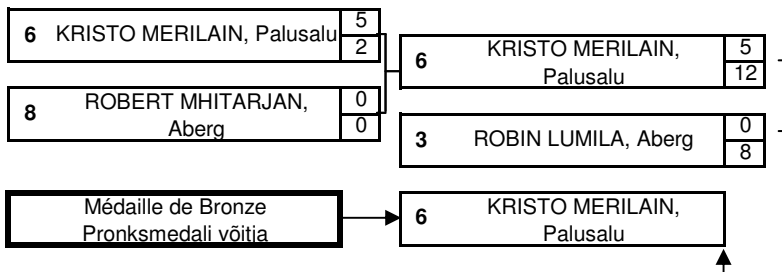 6 KRISTO MERILAIN, Palusalu 5
2
8 ROBERT MHITARJAN, 0
Aberg 0
6 KRISTO MERILAIN, 5
Palusalu 12
3 ROBIN LUMILA, Aberg 0
8
Médaille de Bronze
Pronksmedali võitja
6 KRISTO MERILAIN,
Palusalu